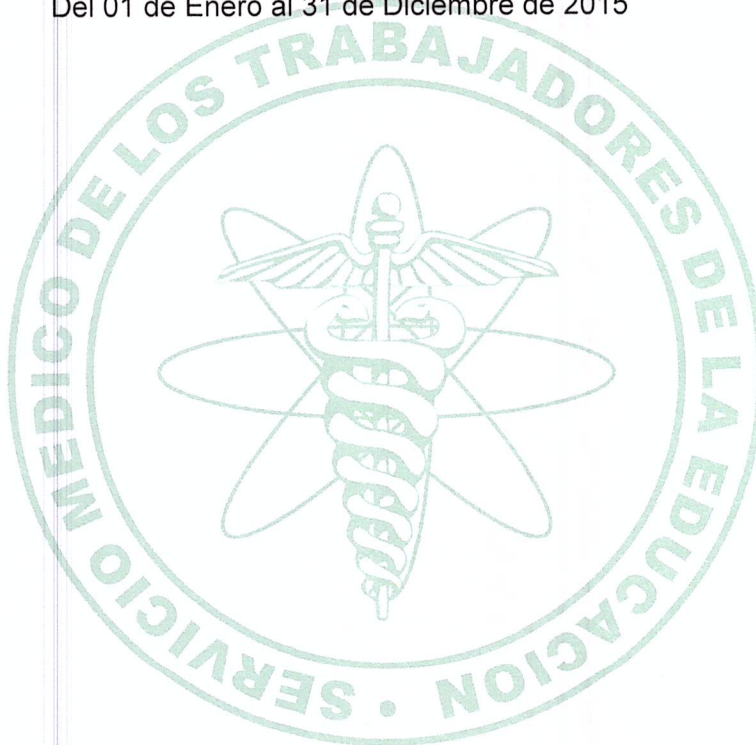 Del 01 de Enero al 31 de Diciembre de 2015
SERVICIO MEDICO DE LOS TRABAJADORES DE LA EDUCACION •